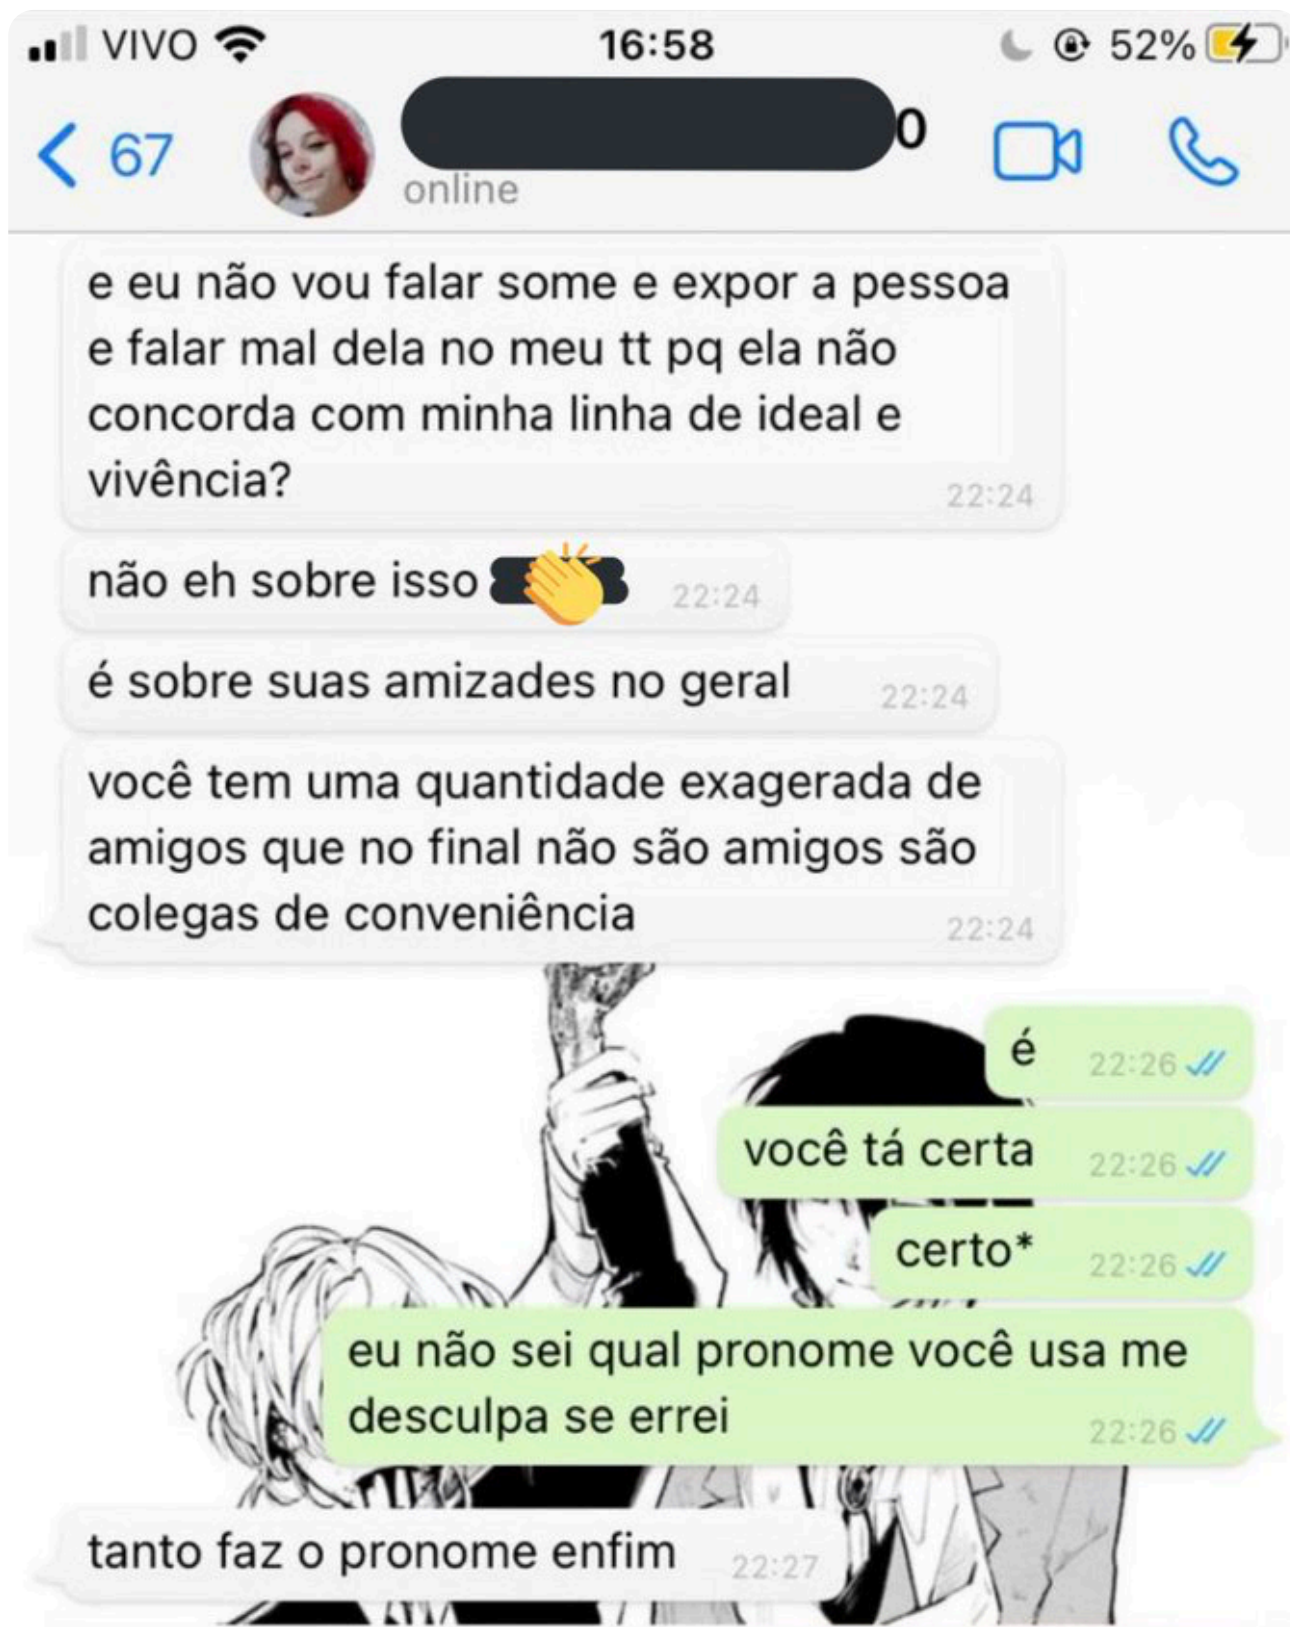 VIVO 16:58 52%
67
0
online
e eu não vou falar some e expor a pessoa
e falar mal dela no meu tt pq ela não
concorda com minha linha de ideal e
vivência?
22:24
não eh sobre isso 22:24
é sobre suas amizades no geral 22:24
você tem uma quantidade exagerada de
amigos que no final não são amigos são
colegas de conveniência
22:24
é 22:26
você tá certa 22:26
certo* 22:26
eu não sei qual pronome você usa me
desculpa se errei
22:26
tanto faz o pronome enfim 22:27